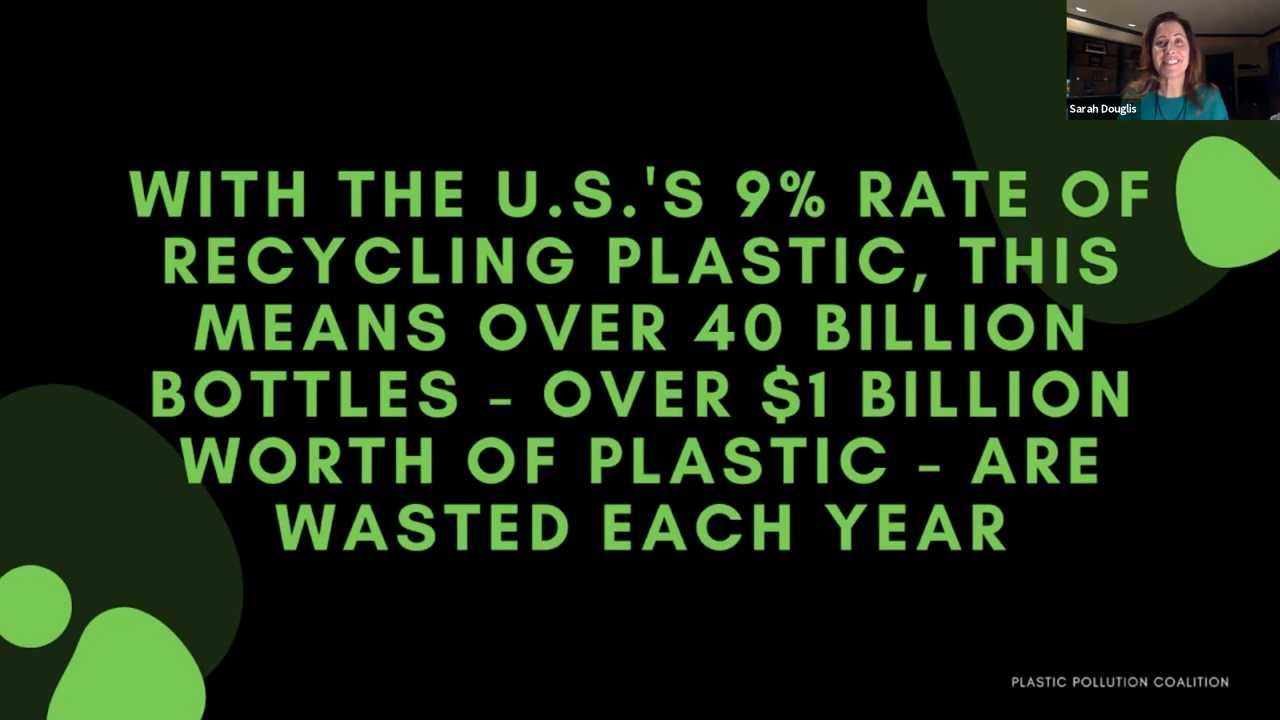 Sarah Douglis
WITH THE U.S.'S 9% RATE OF
RECYCLING PLASTIC, THIS
MEANS OVER 40 BILLION
BOTTLES - OVER $1 BILLION
WORTH OF PLASTIC - ARE
WASTED EACH YEAR
PLASTIC POLLUTION COALITION